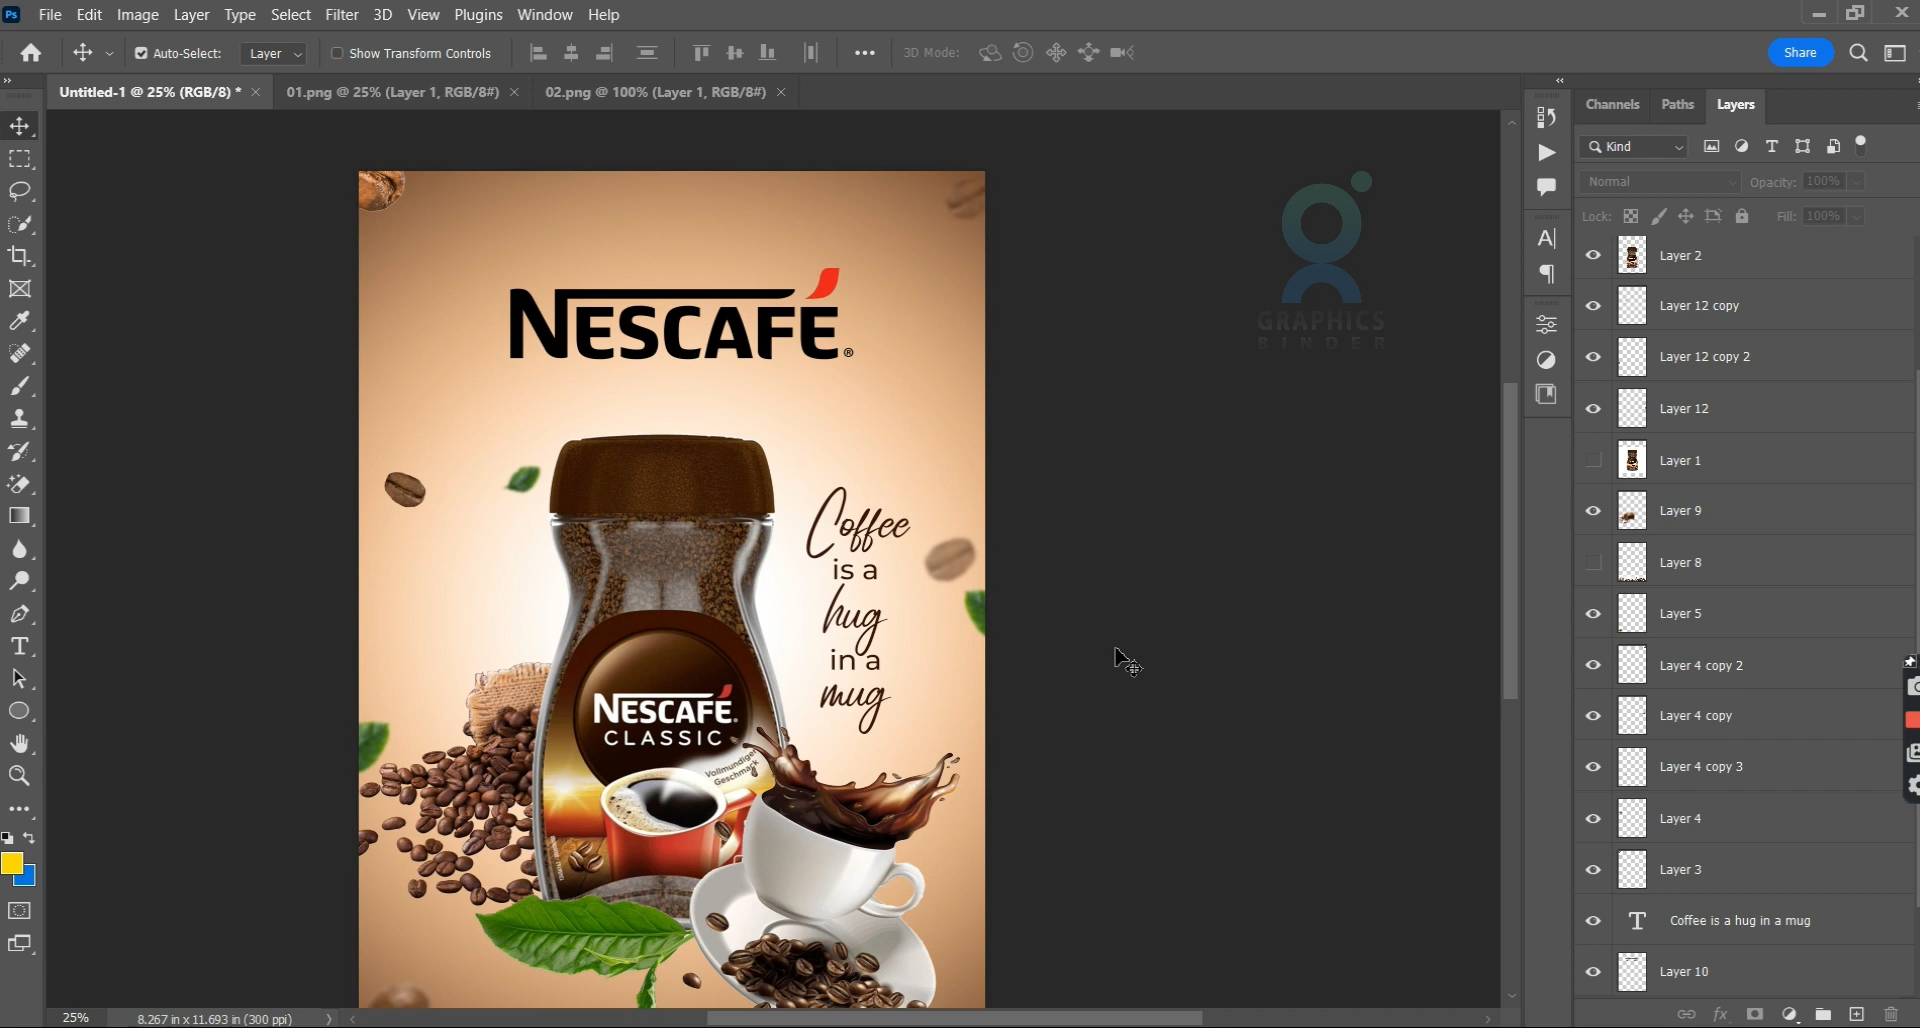 Ps File Edit Image Layer Type Select Filter 3D View Plugins Window Help
Auto-Select: Layer Show Transform Controls 3D Mode: Share
Untitled-1 @ 25% (RGB/8) * × 01.png @ 25% (Layer 1, RGB/8#) × 02.png @ 100% (Layer 1, RGB/8#) ×
Channels Paths Layers
Kind
Normal Opacity: 100%
Lock: Fill: 100%
Layer 2
Layer 12 copy
Layer 12 copy 2
Layer 12
Layer 1
Layer 9
Layer 8
Layer 5
Layer 4 copy 2
Layer 4 copy
Layer 4 copy 3
Layer 4
Layer 3
Coffee is a hug in a mug
Layer 10
GRAPHICS
BINDER
NESCAFÉ®
Coffee
is a
hug
in a
mug
NESCAFÉ®
CLASSIC
Vollmundiger
Geschmack
25% 8.267 in x 11.693 in (300 ppi)